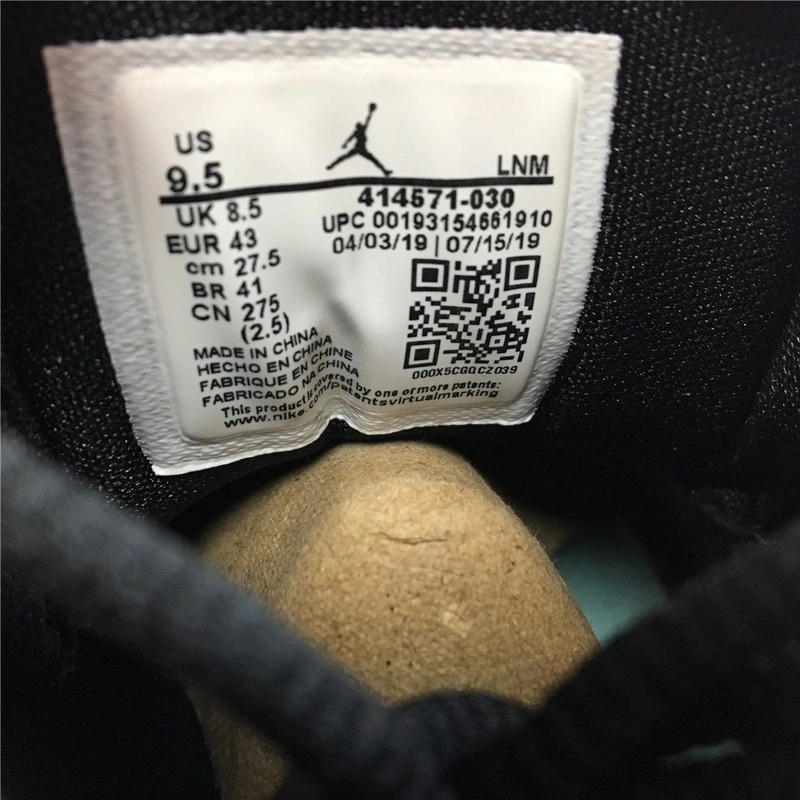 US
9.5
LNM
UK 8.5
414571-030
EUR 43
UPC 00193154661910
cm 27.5
04/03/19 | 07/15/19
BR 41
CN 275
(2.5)
000X5CGQCZ039
MADE IN CHINA
HECHO EN CHINA
FABRIQUE EN CHINE
FABRICADO NA CHINA
This product is covered by one or more patents:
www.nike.com/patentsvirtualmarking